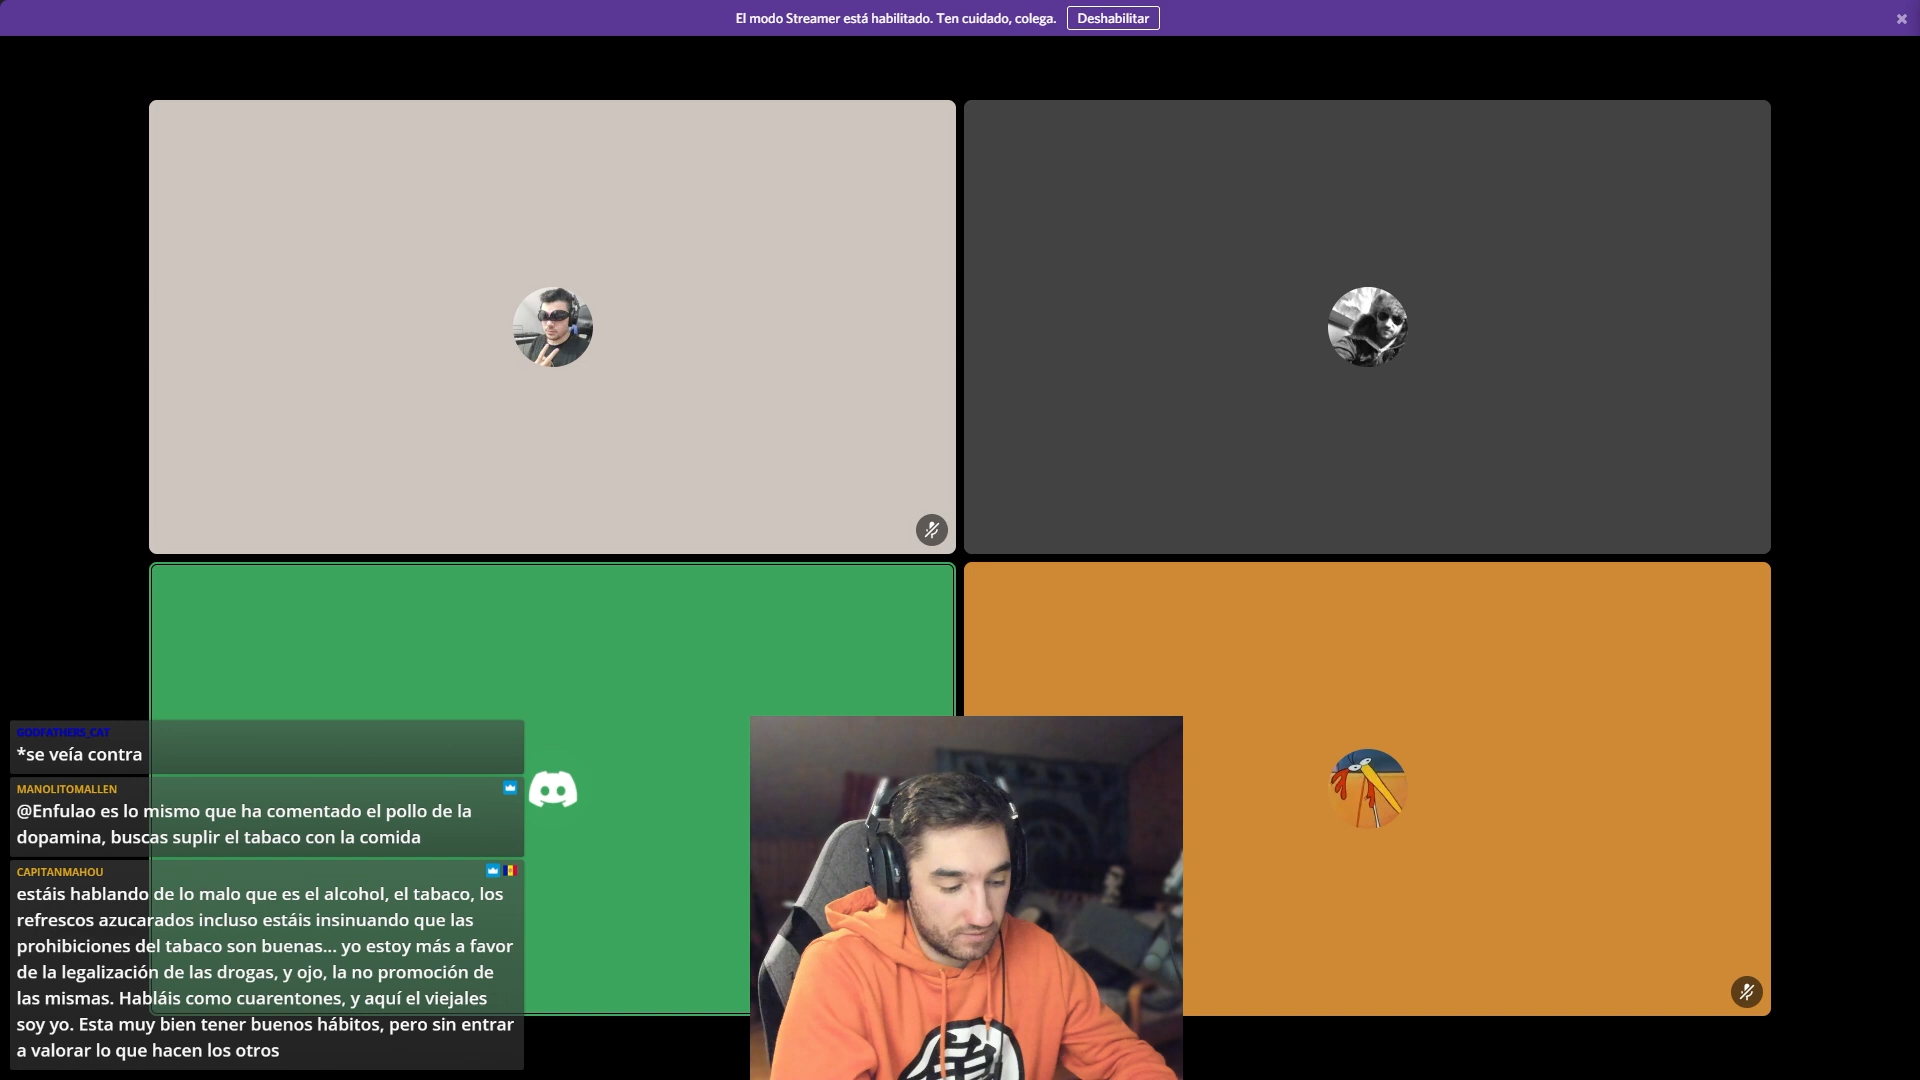 El modo Streamer está habilitado. Ten cuidado, colega.
Deshabilitar
GODFATHERS_CAT
*se veía contra
MANOLITOMALLEN
@Enfulao es lo mismo que ha comentado el pollo de la
dopamina, buscas suplir el tabaco con la comida
CAPITANMAHOU
estáis hablando de lo malo que es el alcohol, el tabaco, los
refrescos azucarados incluso estáis insinuando que las
prohibiciones del tabaco son buenas... yo estoy más a favor
de la legalización de las drogas, y ojo, la no promoción de
las mismas. Habláis como cuarentones, y aquí el viejales
soy yo. Esta muy bien tener buenos hábitos, pero sin entrar
a valorar lo que hacen los otros